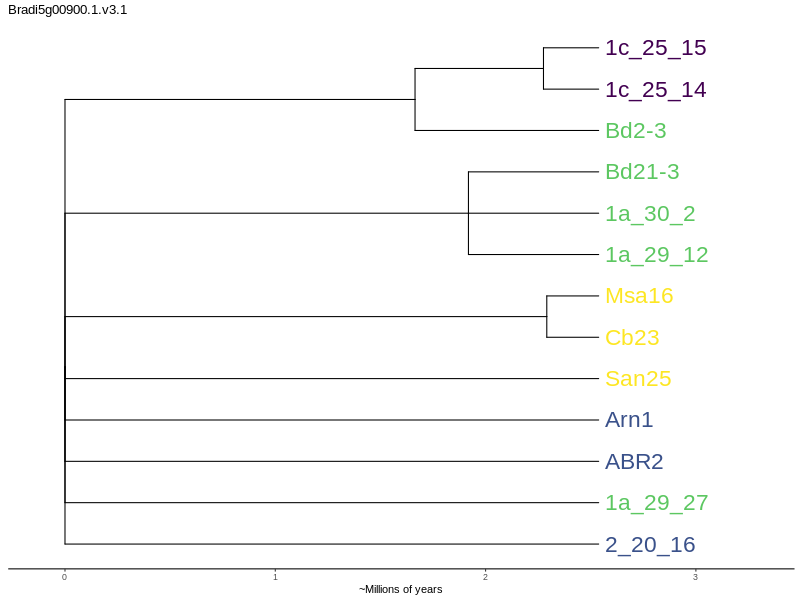 Bradi5g00900.1.v3.1
1c_25_15
1c_25_14
Bd2-3
Bd21-3
1a_30_2
1a_29_12
Msa16
Cb23
San25
Arn1
ABR2
1a_29_27
2_20_16
0 1 2 3
~Millions of years